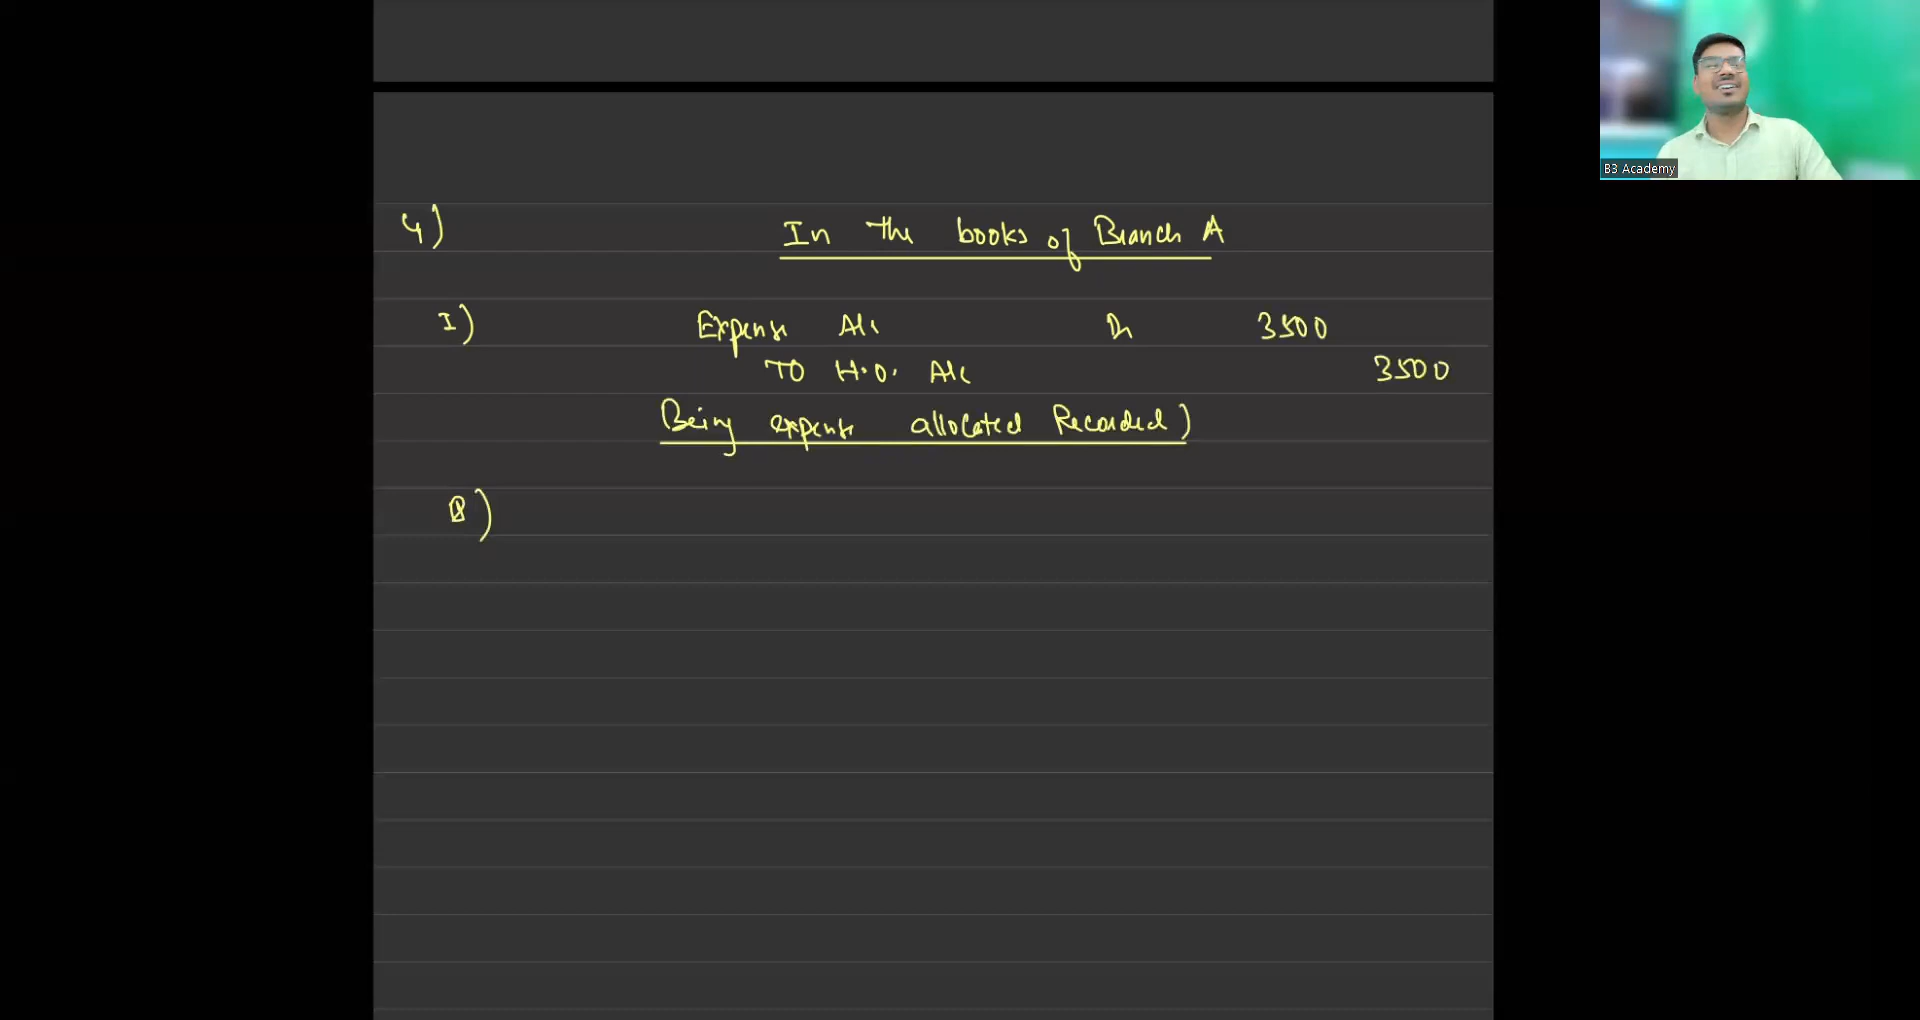 B3 Academy
4) In the books of Branch A
I) Expense A/c Dr 3500
TO H.O. A/c 3500
Being expense allocated Recorded)
B)